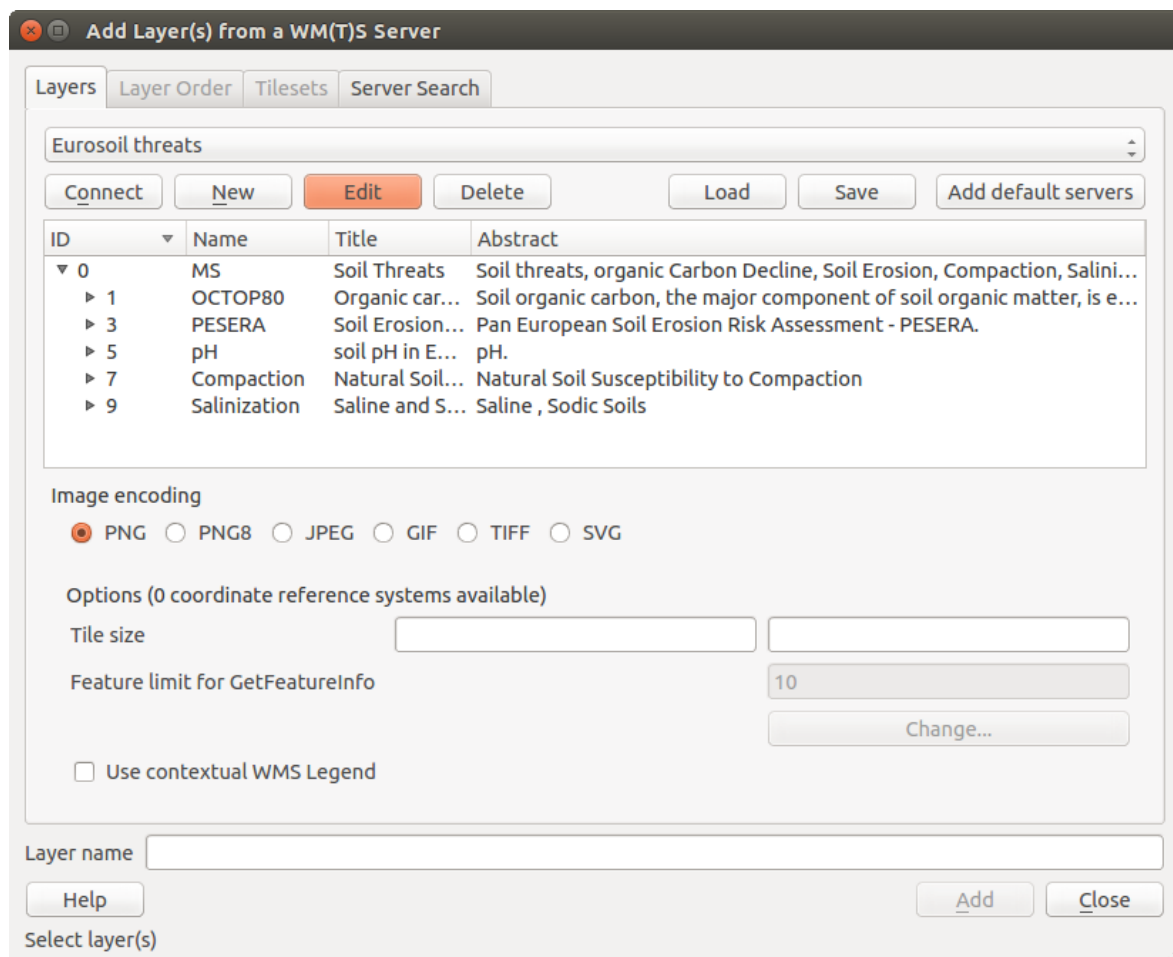 Add Layer(s) from a WM(T)S Server
Layers Layer Order Tilesets Server Search
Eurosoil threats
Connect New Edit Delete Load Save Add default servers
ID Name Title Abstract
0 MS Soil Threats Soil threats, organic Carbon Decline, Soil Erosion, Compaction, Salini...
1 OCTOP80 Organic car... Soil organic carbon, the major component of soil organic matter, is e...
3 PESERA Soil Erosion... Pan European Soil Erosion Risk Assessment - PESERA.
5 pH soil pH in E... pH.
7 Compaction Natural Soil... Natural Soil Susceptibility to Compaction
9 Salinization Saline and S... Saline , Sodic Soils
Image encoding
PNG PNG8 JPEG GIF TIFF SVG
Options (0 coordinate reference systems available)
Tile size
Feature limit for GetFeatureInfo 10
Change...
Use contextual WMS Legend
Layer name
Help Add Close
Select layer(s)